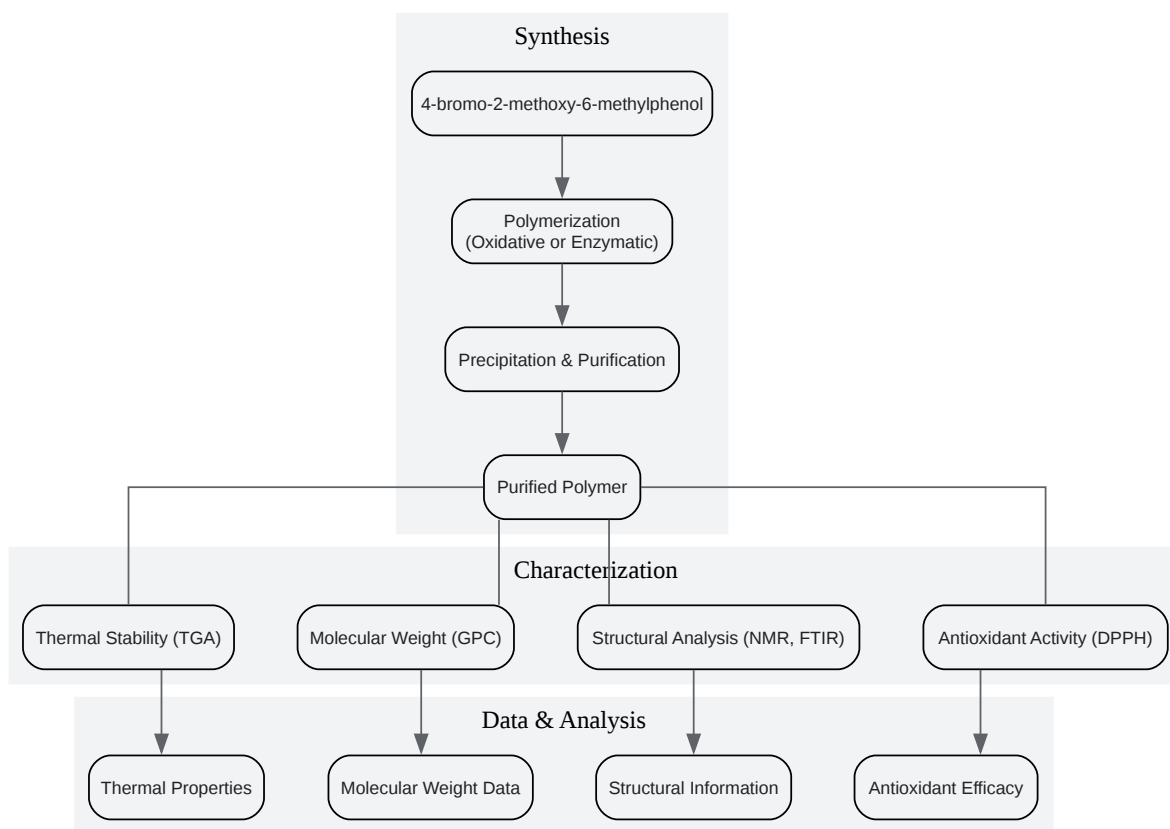 Synthesis
4-bromo-2-methoxy-6-methylphenol
Polymerization
(Oxidative or Enzymatic)
Precipitation & Purification
Purified Polymer
Characterization
Thermal Stability (TGA)
Molecular Weight (GPC)
Structural Analysis (NMR, FTIR)
Antioxidant Activity (DPPH)
Data & Analysis
Thermal Properties
Molecular Weight Data
Structural Information
Antioxidant Efficacy